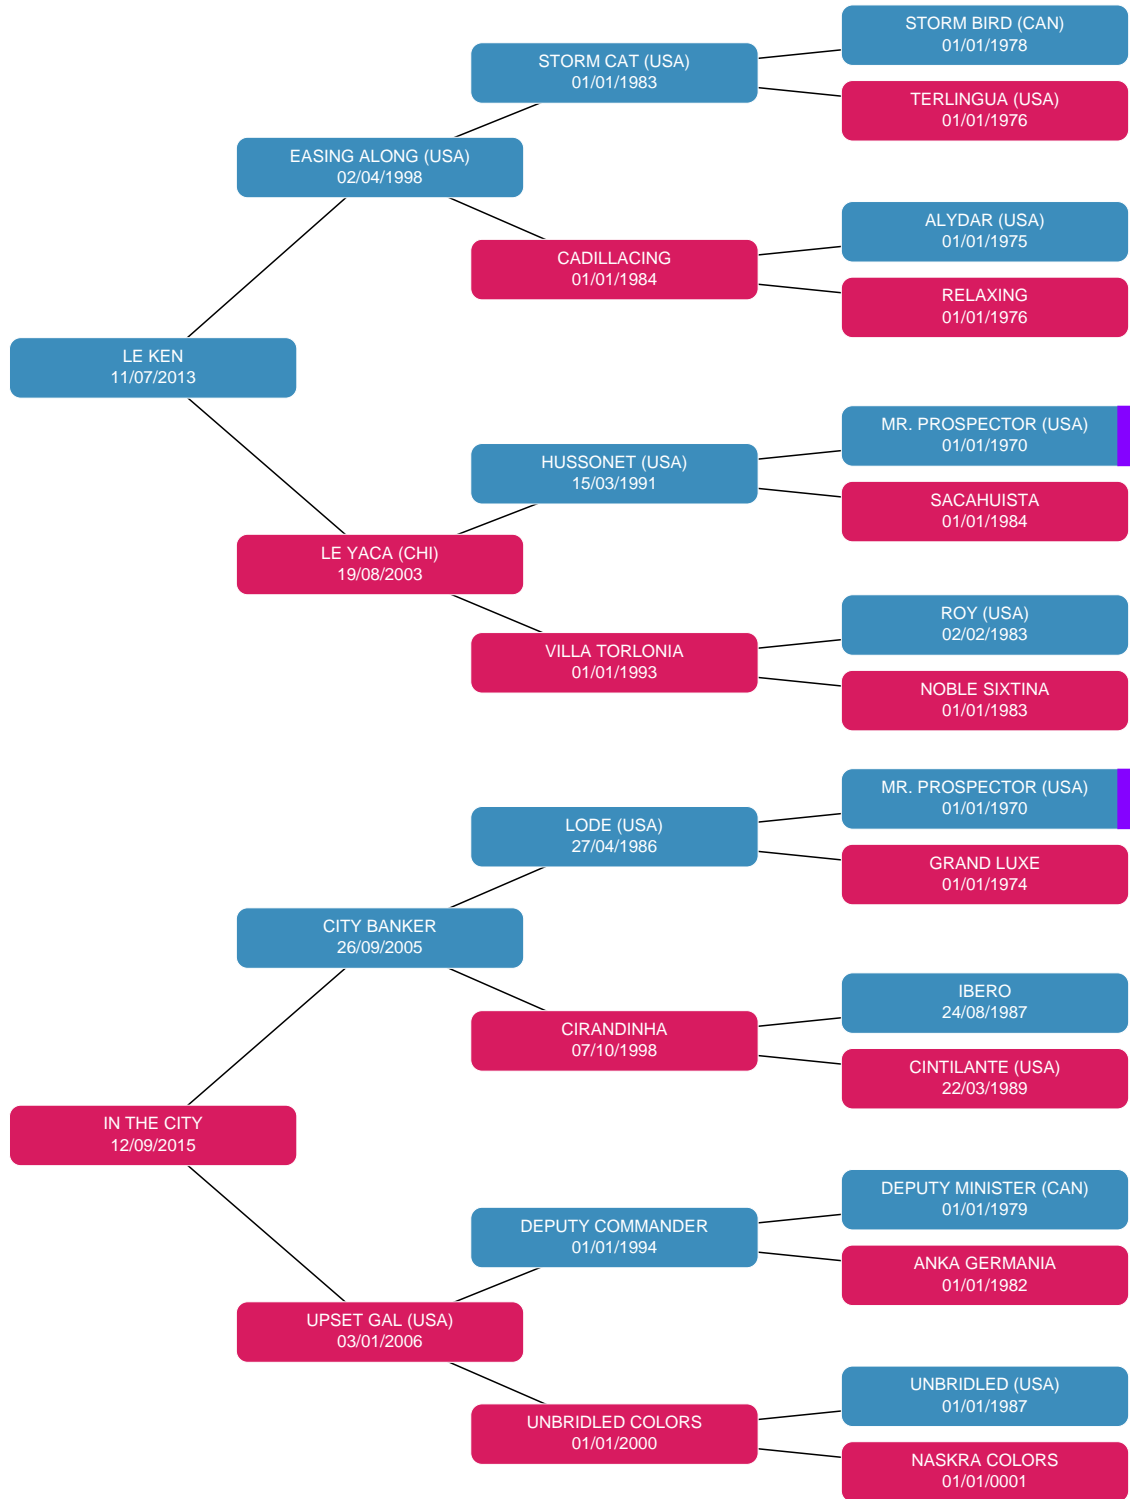 STORM BIRD (CAN)
01/01/1978
STORM CAT (USA)
01/01/1983
TERLINGUA (USA)
01/01/1976
EASING ALONG (USA)
02/04/1998
ALYDAR (USA)
01/01/1975
CADILLACING
01/01/1984
RELAXING
01/01/1976
LE KEN
11/07/2013
MR. PROSPECTOR (USA)
01/01/1970
HUSSONET (USA)
15/03/1991
SACAHUISTA
01/01/1984
LE YACA (CHI)
19/08/2003
ROY (USA)
02/02/1983
VILLA TORLONIA
01/01/1993
NOBLE SIXTINA
01/01/1983
MR. PROSPECTOR (USA)
01/01/1970
LODE (USA)
27/04/1986
GRAND LUXE
01/01/1974
CITY BANKER
26/09/2005
IBERO
24/08/1987
CIRANDINHA
07/10/1998
CINTILANTE (USA)
22/03/1989
IN THE CITY
12/09/2015
DEPUTY MINISTER (CAN)
01/01/1979
DEPUTY COMMANDER
01/01/1994
ANKA GERMANIA
01/01/1982
UPSET GAL (USA)
03/01/2006
UNBRIDLED (USA)
01/01/1987
UNBRIDLED COLORS
01/01/2000
NASKRA COLORS
01/01/0001